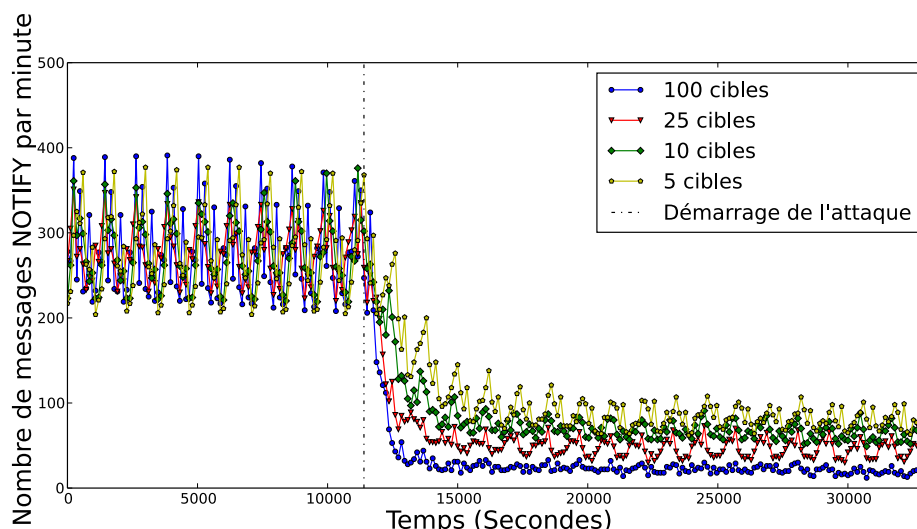 Nombre de messages NOTIFY par minute
500
400
300
200
100
0
100 cibles
25 cibles
10 cibles
5 cibles
Démarrage de l'attaque
0 5000 10000 15000 20000 25000 30000
Temps (Secondes)